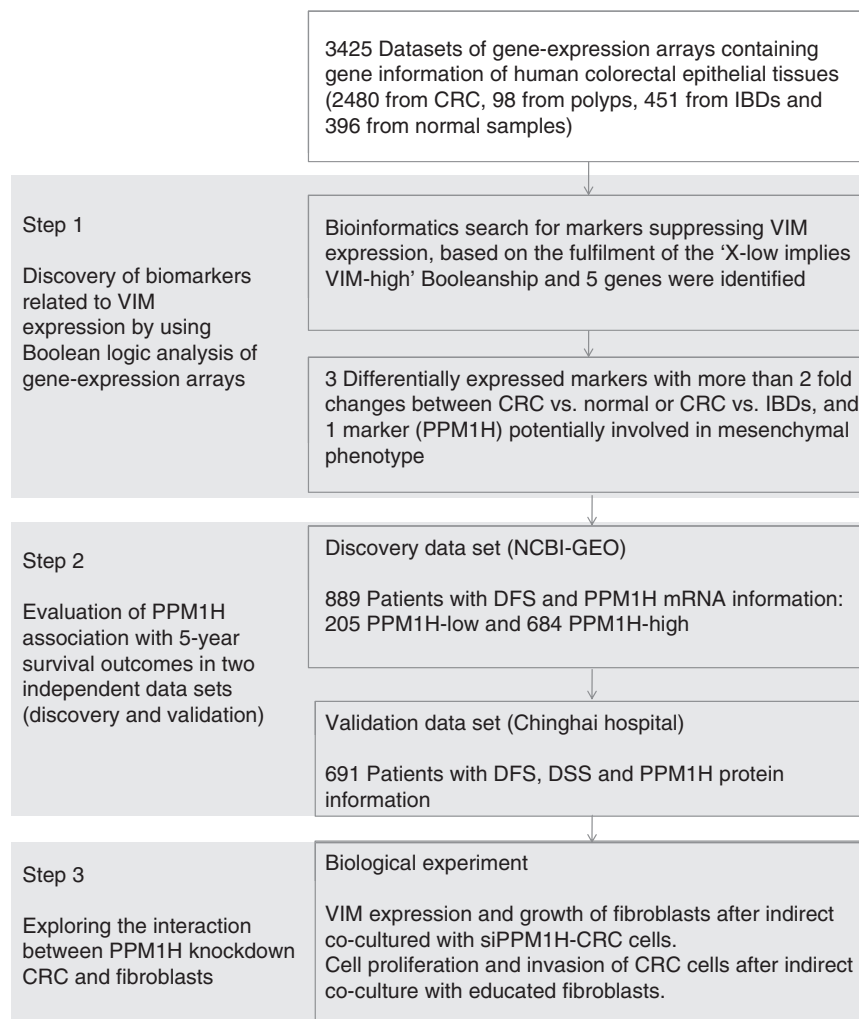 3425 Datasets of gene-expression arrays containing
gene information of human colorectal epithelial tissues
(2480 from CRC, 98 from polyps, 451 from IBDs and
396 from normal samples)
Step 1
Discovery of biomarkers
related to VIM
expression by using
Boolean logic analysis of
gene-expression arrays
Bioinformatics search for markers suppressing VIM
expression, based on the fulfilment of the ‘X-low implies
VIM-high’ Booleanship and 5 genes were identified
3 Differentially expressed markers with more than 2 fold
changes between CRC vs. normal or CRC vs. IBDs, and
1 marker (PPM1H) potentially involved in mesenchymal
phenotype
Step 2
Evaluation of PPM1H
association with 5-year
survival outcomes in two
independent data sets
(discovery and validation)
Discovery data set (NCBI-GEO)
889 Patients with DFS and PPM1H mRNA information:
205 PPM1H-low and 684 PPM1H-high
Validation data set (Chinghai hospital)
691 Patients with DFS, DSS and PPM1H protein
information
Step 3
Exploring the interaction
between PPM1H knockdown
CRC and fibroblasts
Biological experiment
VIM expression and growth of fibroblasts after indirect
co-cultured with siPPM1H-CRC cells.
Cell proliferation and invasion of CRC cells after indirect
co-culture with educated fibroblasts.